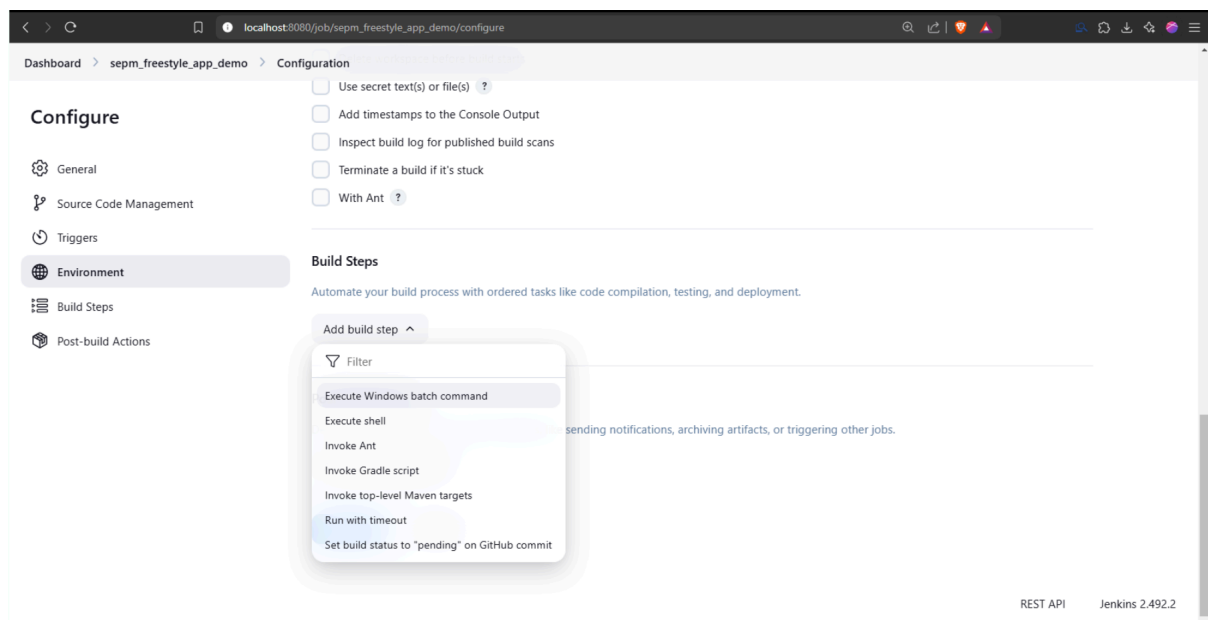 localhost:8080/job/sepm_freestyle_app_demo/configure
Dashboard > sepm_freestyle_app_demo > Configuration
Configure
General
Source Code Management
Triggers
Environment
Build Steps
Post-build Actions
Use secret text(s) or file(s) ?
Add timestamps to the Console Output
Inspect build log for published build scans
Terminate a build if it's stuck
With Ant ?
Build Steps
Automate your build process with ordered tasks like code compilation, testing, and deployment.
Add build step
Filter
Execute Windows batch command
Execute shell
Invoke Ant
Invoke Gradle script
Invoke top-level Maven targets
Run with timeout
Set build status to "pending" on GitHub commit
sending notifications, archiving artifacts, or triggering other jobs.
REST API
Jenkins 2.492.2